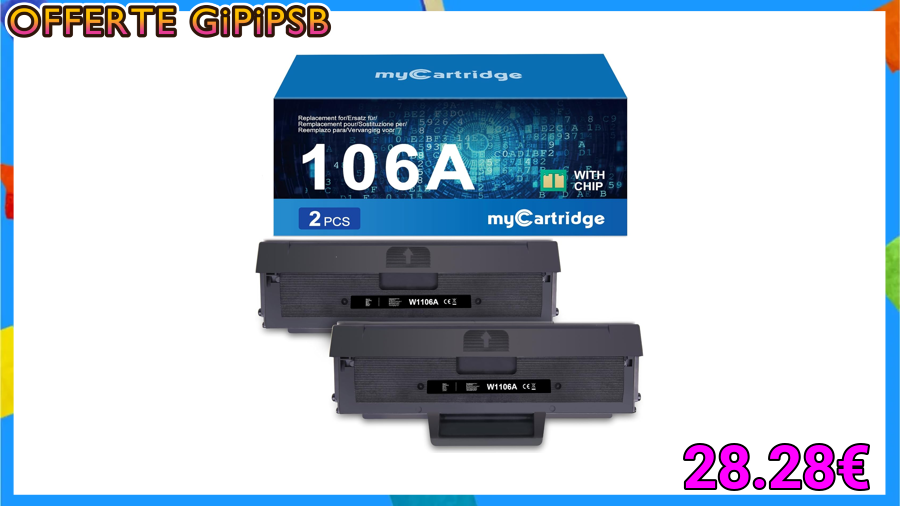 OFFERTE GiPiPSB
myCartridge
Replacement for/Ersatz für/
Remplacement pour/Sostituzione per/
Reemplazo para/Vervanging voor
106A
WITH
CHIP
2 PCS
myCartridge
W1106A
W1106A
28.28€